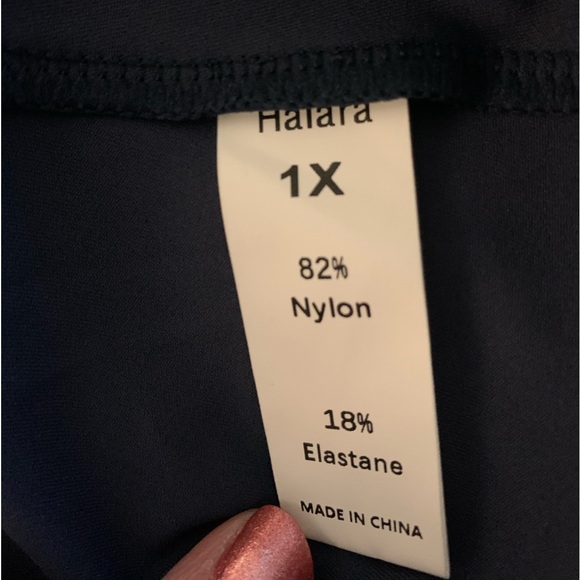 Halara
1X
82%
Nylon
18%
Elastane
MADE IN CHINA